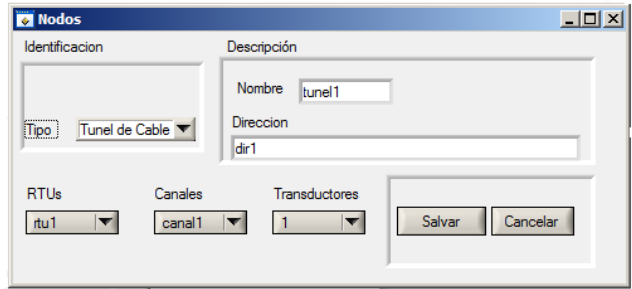 Nodos
Identificacion
Descripción
Nombre tunel1
Tipo Tunel de Cable
Direccion
dir1
RTUs Canales Transductores
rtu1 canal1 1
Salvar Cancelar